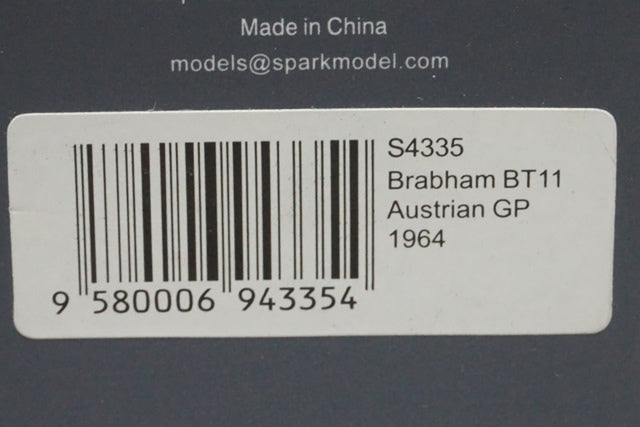 Made in China
models@sparkmodel.com
S4335
Brabham BT11
Austrian GP
1964
9 580006 943354